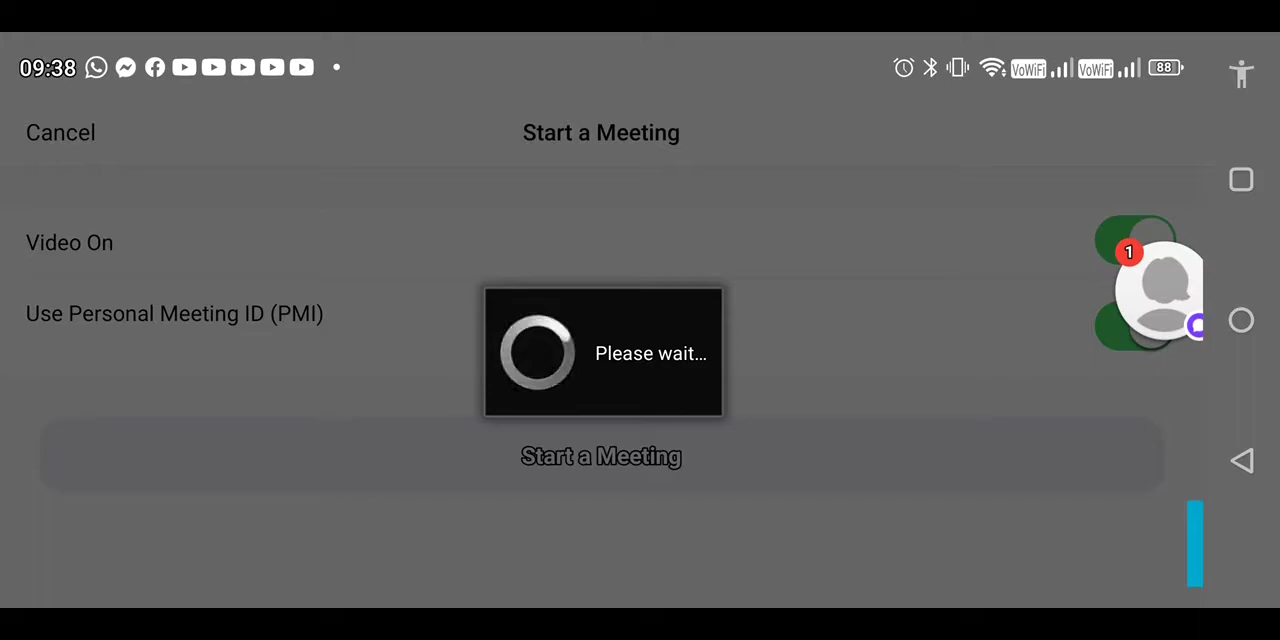 09:38 VoWiFi VoWiFi 88
Cancel Start a Meeting
Video On
1
Use Personal Meeting ID (PMI)
Please wait...
Start a Meeting